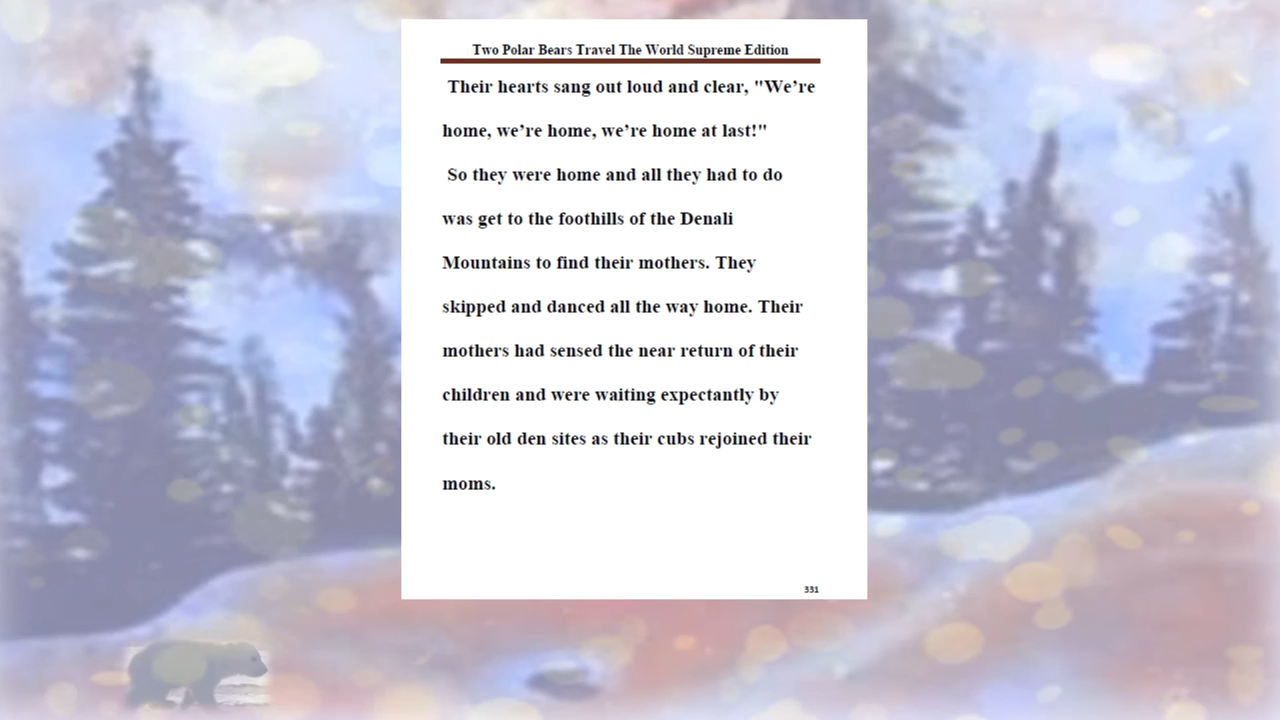 Two Polar Bears Travel The World Supreme Edition
Their hearts sang out loud and clear, "We’re
home, we’re home, we’re home at last!"
So they were home and all they had to do
was get to the foothills of the Denali
Mountains to find their mothers. They
skipped and danced all the way home. Their
mothers had sensed the near return of their
children and were waiting expectantly by
their old den sites as their cubs rejoined their
moms.
331